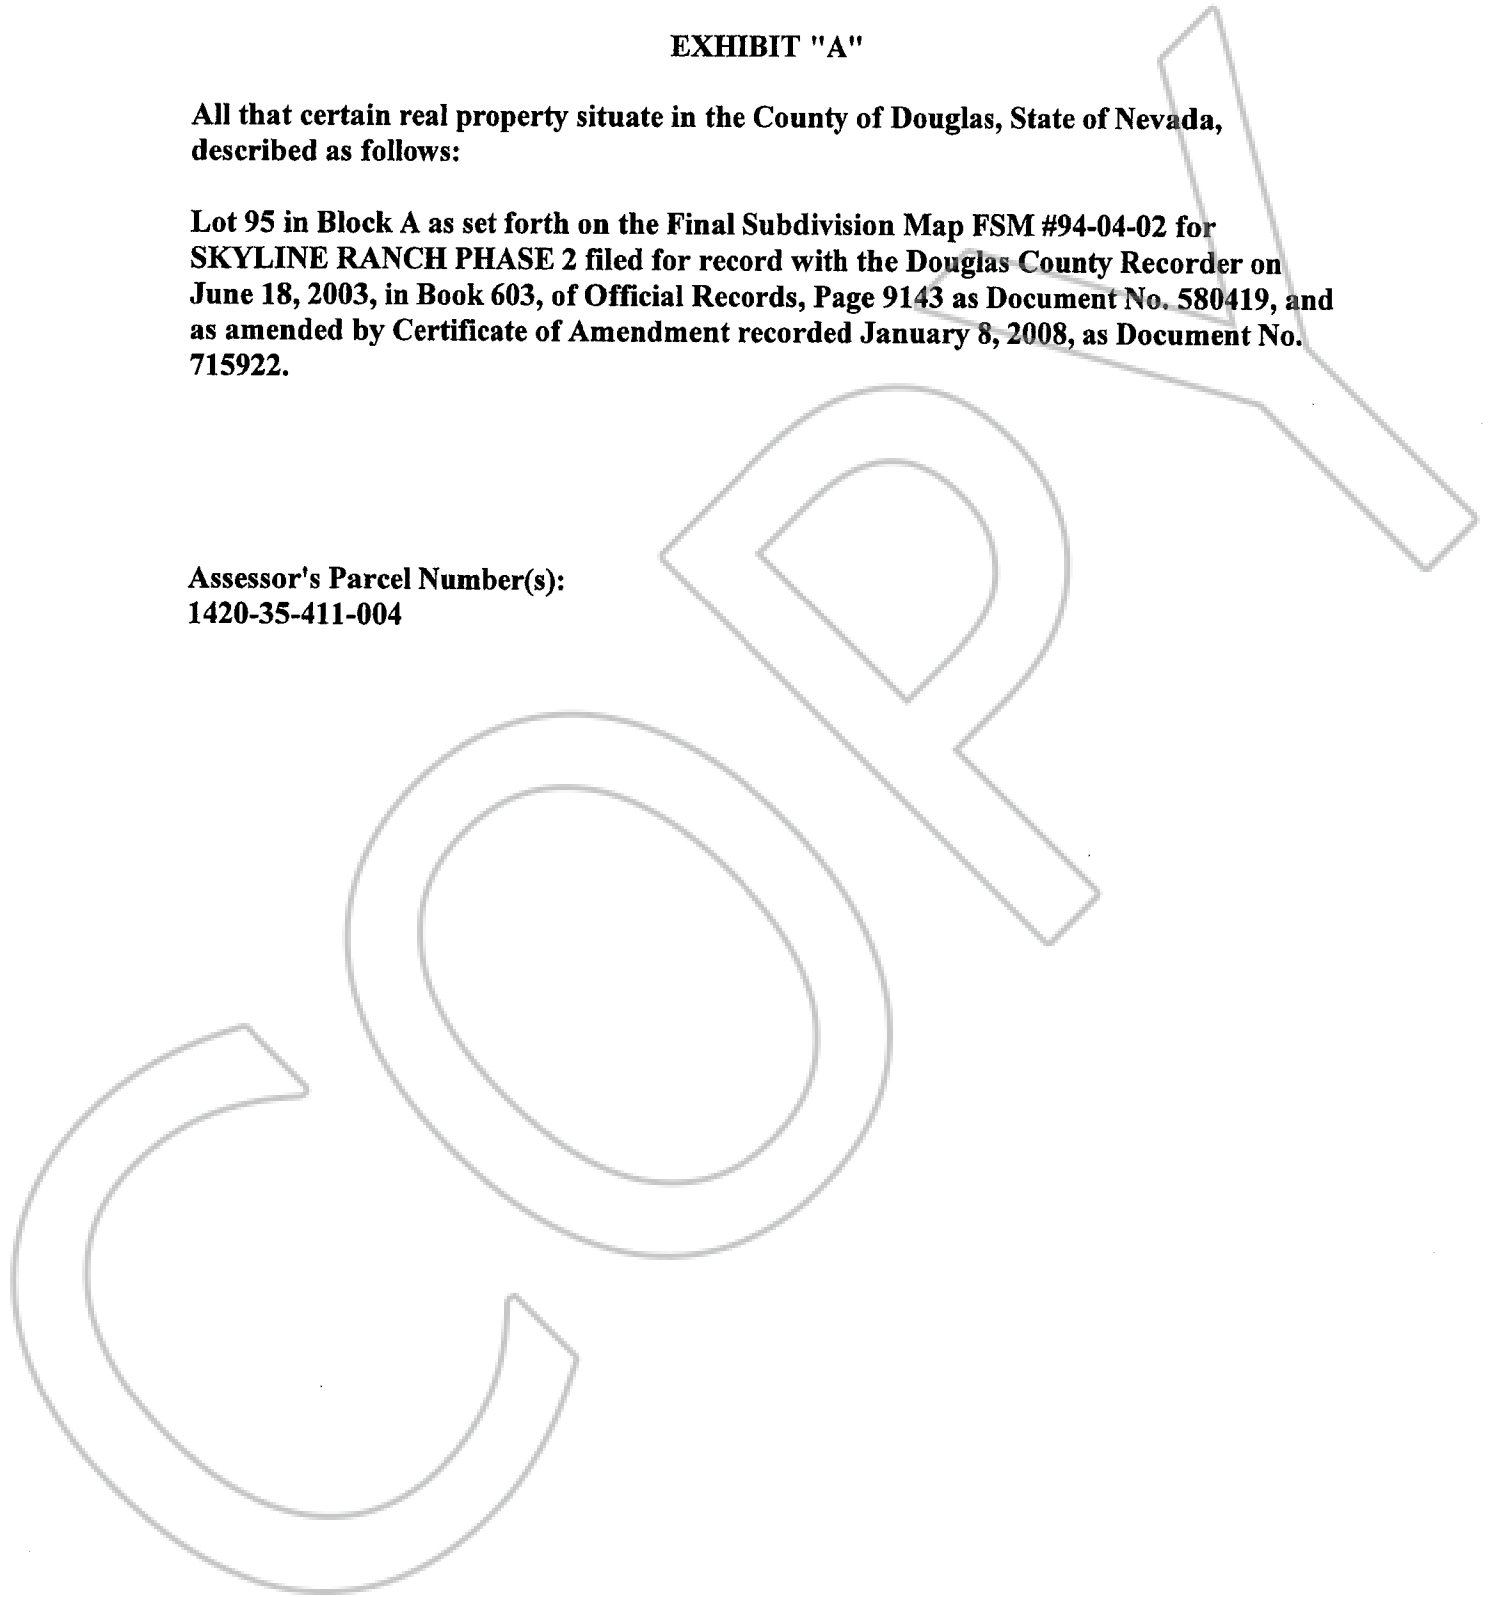 EXHIBIT "A"
All that certain real property situate in the County of Douglas, State of Nevada,
described as follows:
Lot 95 in Block A as set forth on the Final Subdivision Map FSM #94-04-02 for
SKYLINE RANCH PHASE 2 filed for record with the Douglas County Recorder on
June 18, 2003, in Book 603, of Official Records, Page 9143 as Document No. 580419, and
as amended by Certificate of Amendment recorded January 8, 2008, as Document No.
715922.
Assessor's Parcel Number(s):
1420-35-411-004
COPY